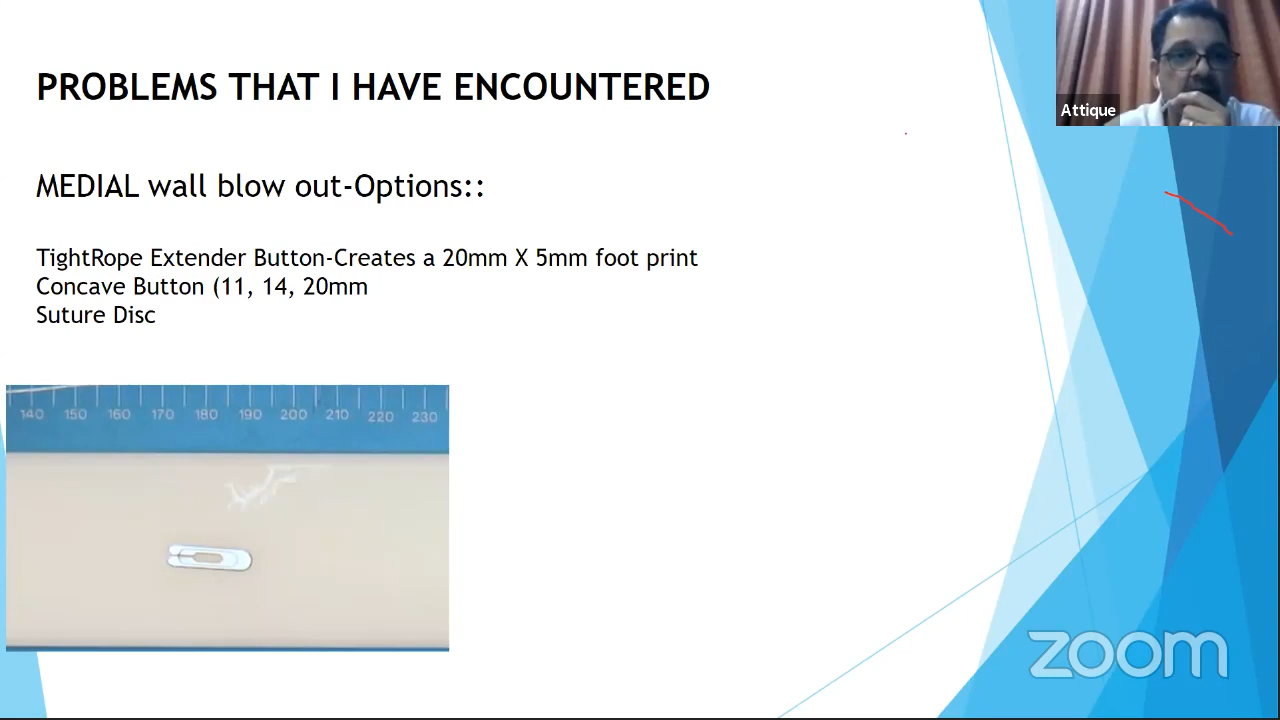 PROBLEMS THAT I HAVE ENCOUNTERED
Attique
MEDIAL wall blow out-Options::
TightRope Extender Button-Creates a 20mm X 5mm foot print
Concave Button (11, 14, 20mm
Suture Disc
140 150 160 170 180 190 200 210 220 230
zoom